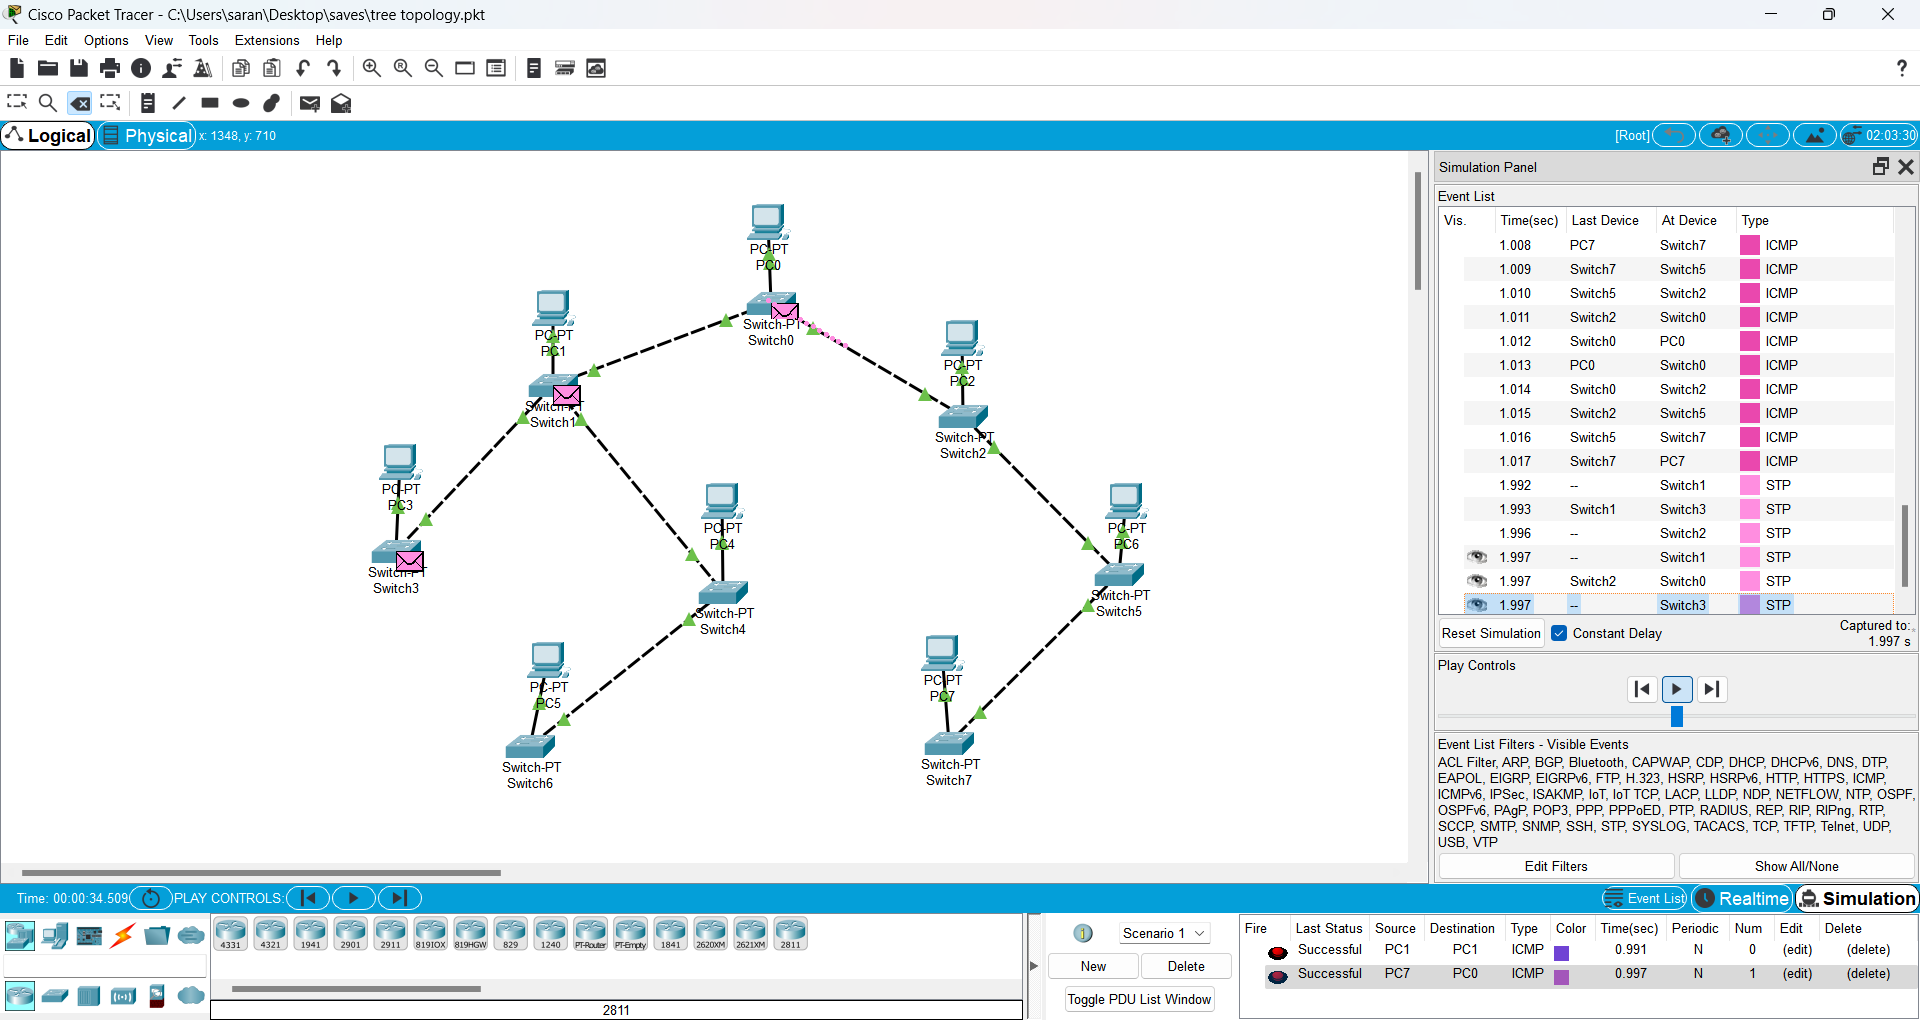 Cisco Packet Tracer - C:\Users\saran\Desktop\saves\tree topology.pkt
File Edit Options View Tools Extensions Help
Logical Physical x: 1348, y: 710 [Root] 02:03:30
PC-PT
PC0
Switch-PT
Switch0
PC-PT
PC1
Switch-PT
Switch1
PC-PT
PC2
Switch-PT
Switch2
PC-PT
PC3
Switch-PT
Switch3
PC-PT
PC4
Switch-PT
Switch4
PC-PT
PC6
Switch-PT
Switch5
PC-PT
PC5
Switch-PT
Switch6
PC-PT
PC7
Switch-PT
Switch7
Simulation Panel
Event List
Vis. Time(sec) Last Device At Device Type
1.008 PC7 Switch7 ICMP
1.009 Switch7 Switch5 ICMP
1.010 Switch5 Switch2 ICMP
1.011 Switch2 Switch0 ICMP
1.012 Switch0 PC0 ICMP
1.013 PC0 Switch0 ICMP
1.014 Switch0 Switch2 ICMP
1.015 Switch2 Switch5 ICMP
1.016 Switch5 Switch7 ICMP
1.017 Switch7 PC7 ICMP
1.992 -- Switch1 STP
1.993 Switch1 Switch3 STP
1.996 -- Switch2 STP
1.997 -- Switch1 STP
1.997 Switch2 Switch0 STP
1.997 -- Switch3 STP
Reset Simulation Constant Delay Captured to:
1.997 s
Play Controls
Event List Filters - Visible Events
ACL Filter, ARP, BGP, Bluetooth, CAPWAP, CDP, DHCP, DHCPv6, DNS, DTP,
EAPOL, EIGRP, EIGRPv6, FTP, H.323, HSRP, HSRPv6, HTTP, HTTPS, ICMP,
ICMPv6, IPSec, ISAKMP, IoT, IoT TCP, LACP, LLDP, NDP, NETFLOW, NTP, OSPF,
OSPFv6, PAgP, POP3, PPP, PPPoED, PTP, RADIUS, REP, RIP, RIPng, RTP,
SCCP, SMTP, SNMP, SSH, STP, SYSLOG, TACACS, TCP, TFTP, Telnet, UDP,
USB, VTP
Edit Filters Show All/None
Time: 00:00:34.509 PLAY CONTROLS: Event List Realtime Simulation
4331 4321 1941 2901 2911 819IOX 819HGW 829 1240 PT-Router PT-Empty 1841 2620XM 2621XM 2811
2811
Scenario 1
New Delete
Toggle PDU List Window
Fire Last Status Source Destination Type Color Time(sec) Periodic Num Edit Delete
Successful PC1 PC1 ICMP 0.991 N 0 (edit) (delete)
Successful PC7 PC0 ICMP 0.997 N 1 (edit) (delete)